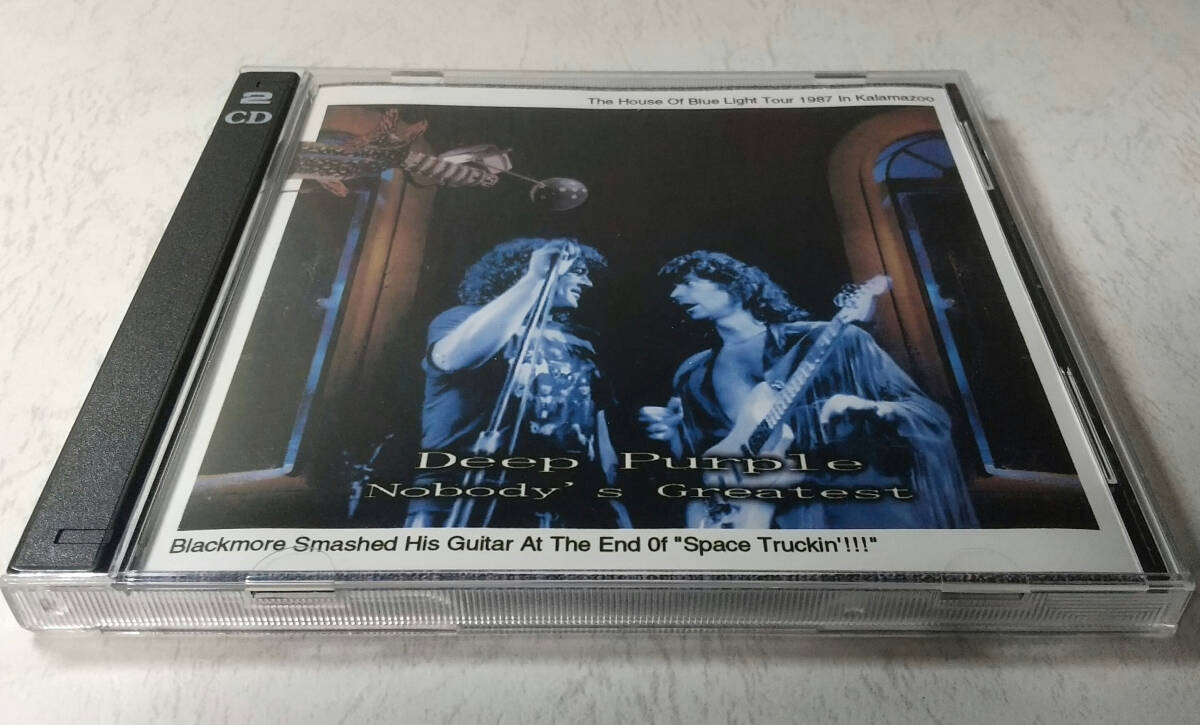 2
CD
The House Of Blue Light Tour 1987 In Kalamazoo
Deep Purple
Nobody's Greatest
Blackmore Smashed His Guitar At The End Of "Space Truckin'!!!"